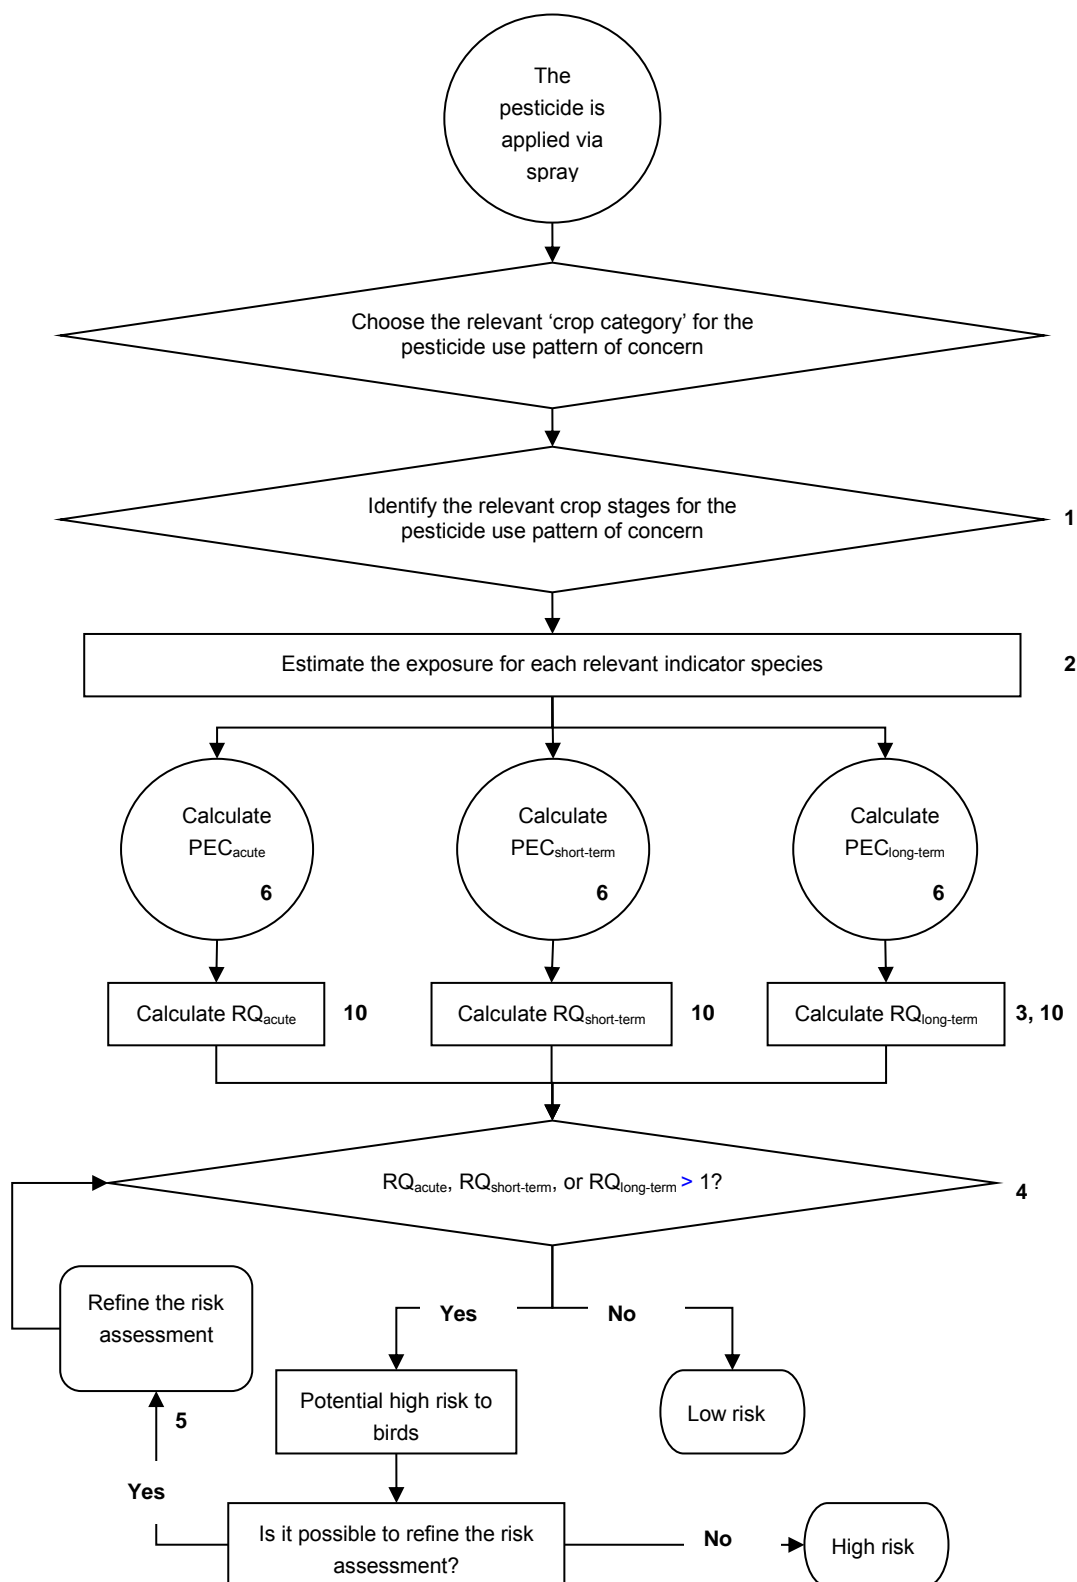 The
pesticide is
applied via
spray
Choose the relevant ‘crop category’ for the
pesticide use pattern of concern
Identify the relevant crop stages for the
pesticide use pattern of concern
1
Estimate the exposure for each relevant indicator species
2
Calculate
PECacute
6
Calculate
PECshort-term
6
Calculate
PEClong-term
6
Calculate RQacute
10
Calculate RQshort-term
10
Calculate RQlong-term
3, 10
RQacute, RQshort-term, or RQlong-term > 1?
4
Refine the risk
assessment
Yes
No
Potential high risk to
birds
Low risk
5
Yes
Is it possible to refine the risk
assessment?
No
High risk